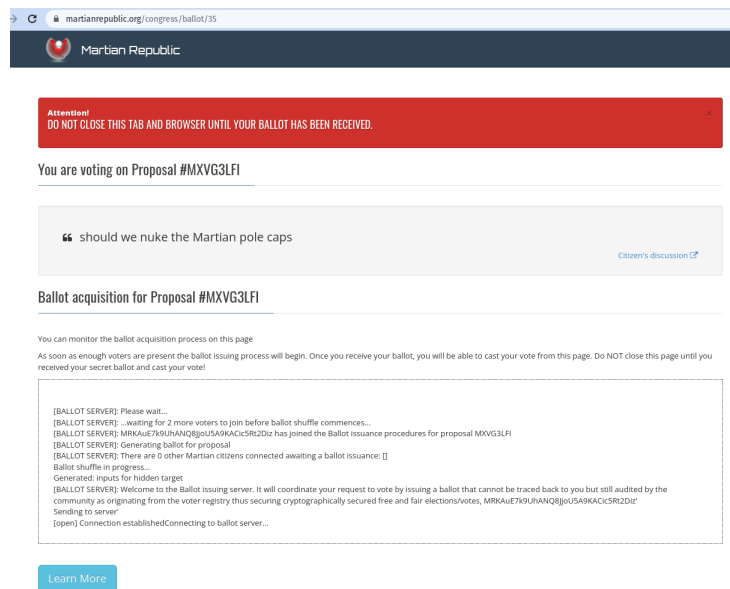 martianrepublic.org/congress/ballot/35
Martian Republic
Attention!
DO NOT CLOSE THIS TAB AND BROWSER UNTIL YOUR BALLOT HAS BEEN RECEIVED.
×
You are voting on Proposal #MXVG3LFI
❝ should we nuke the Martian pole caps
Citizen's discussion
Ballot acquisition for Proposal #MXVG3LFI
You can monitor the ballot acquisition process on this page
As soon as enough voters are present the ballot issuing process will begin. Once you receive your ballot, you will be able to cast your vote from this page. Do NOT close this page until you
received your secret ballot and cast your vote!
[BALLOT SERVER]: Please wait...
[BALLOT SERVER]: ...waiting for 2 more voters to join before ballot shuffle commences...
[BALLOT SERVER]: MRKAuE7k9UhANQ8JjoU5A9KACic5Rt2Diz has joined the Ballot issuance procedures for proposal MXVG3LFI
[BALLOT SERVER]: Generating ballot for proposal
[BALLOT SERVER]: There are 0 other Martian citizens connected awaiting a ballot issuance: []
Ballot shuffle in progress...
Generated: inputs for hidden target
[BALLOT SERVER]: Welcome to the Ballot issuing server. It will coordinate your request to vote by issuing a ballot that cannot be traced back to you but still audited by the
community as originating from the voter registry thus securing cryptographically secured free and fair elections/votes, MRKAuE7k9UhANQ8JjoU5A9KACic5Rt2Diz'
Sending to server'
[open] Connection establishedConnecting to ballot server...
Learn More